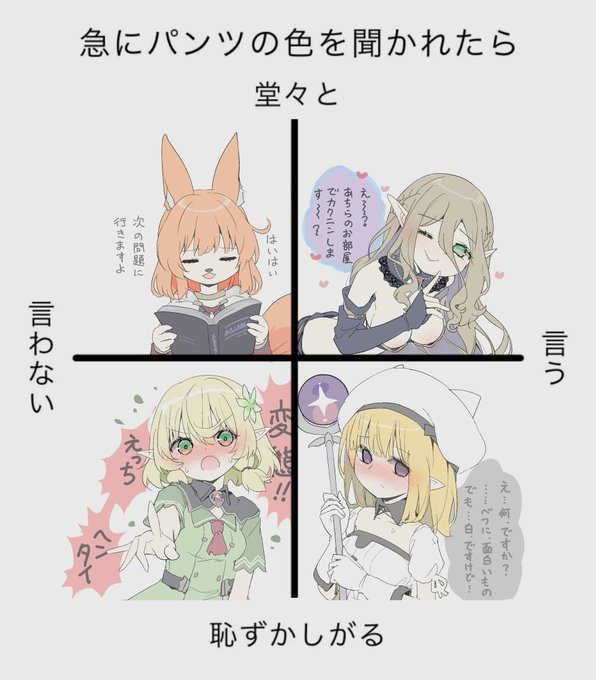 急にパンツの色を聞かれたら
堂々と
はいはい
次の問題に
行きますよ
え〜っ?
あちらのお部屋
でカクニンしま
す〜〜?
言わない
言う
変態!!
えっち
ヘン
タイ
え…何.ですか?
……べつに面白いもの
でも…白.ですけど…
恥ずかしがる